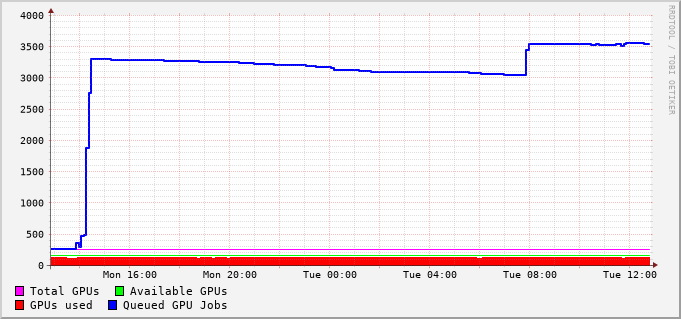 4000
3500
3000
2500
2000
1500
1000
500
0
Mon 16:00 Mon 20:00 Tue 00:00 Tue 04:00 Tue 08:00 Tue 12:00
Total GPUs Available GPUs
GPUs used Queued GPU Jobs
RRDTOOL / TOBI OETIKER